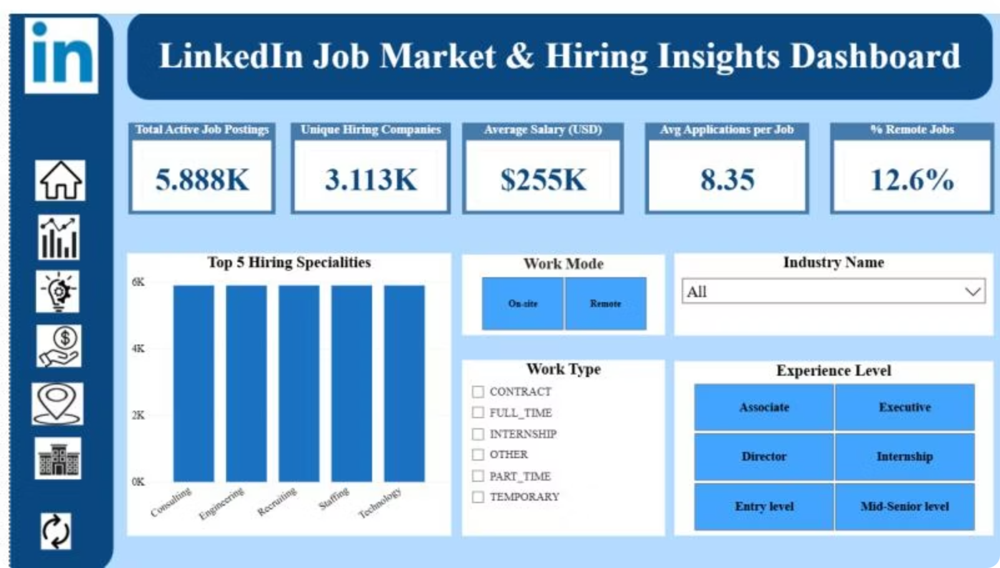 in
LinkedIn Job Market & Hiring Insights Dashboard
Total Active Job Postings
5.888K
Unique Hiring Companies
3.113K
Average Salary (USD)
$255K
Avg Applications per Job
8.35
% Remote Jobs
12.6%
Top 5 Hiring Specialities
6K
4K
2K
0K
Consulting
Engineering
Recruiting
Staffing
Technology
Work Mode
On-site
Remote
Industry Name
All
Work Type
CONTRACT
FULL_TIME
INTERNSHIP
OTHER
PART_TIME
TEMPORARY
Experience Level
Associate
Executive
Director
Internship
Entry level
Mid-Senior level
$